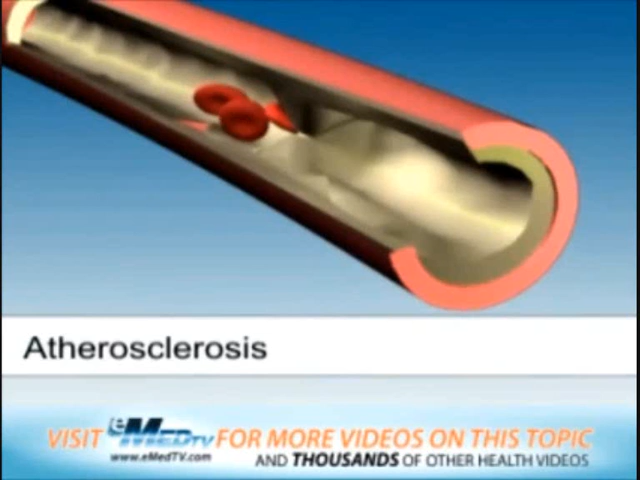 Atherosclerosis
VISIT eMEDTV FOR MORE VIDEOS ON THIS TOPIC
www.eMedTV.com AND THOUSANDS OF OTHER HEALTH VIDEOS